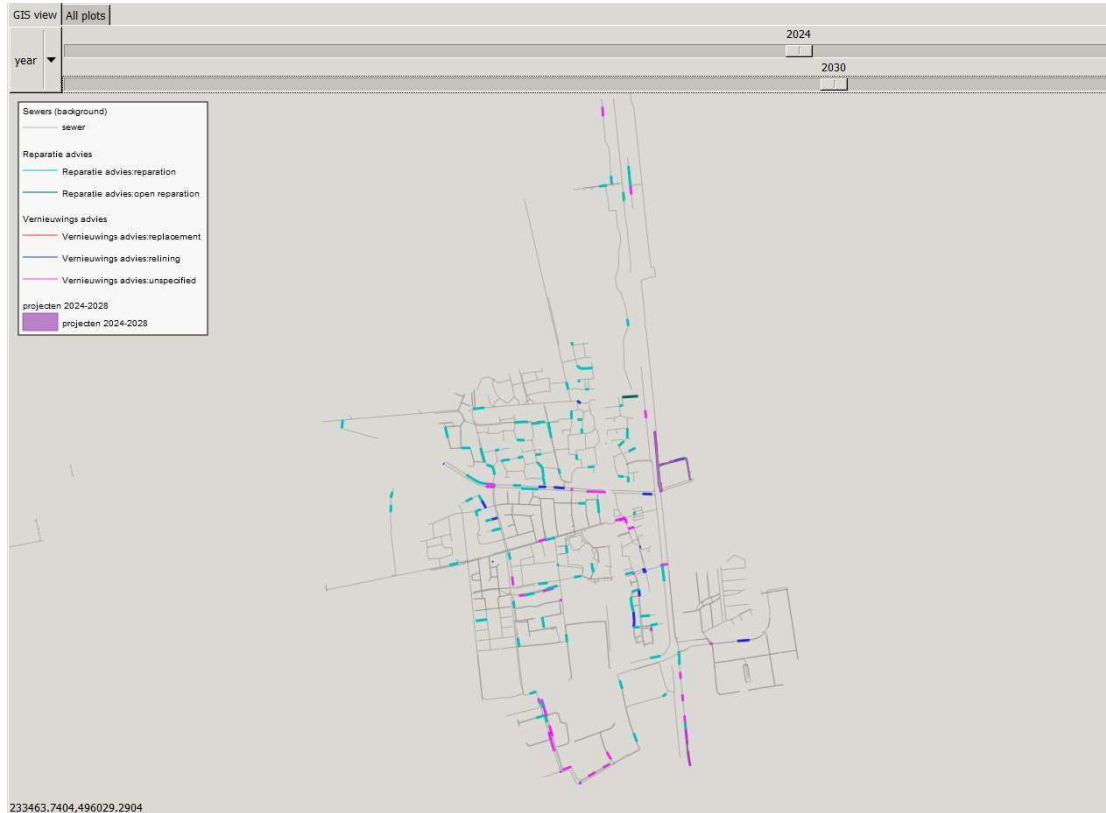 GIS view All plots
2024
year
2030
Sewers (background)
sewer
Reparatie advies
Reparatie advies:reparation
Reparatie advies:open reparation
Vernieuwings advies
Vernieuwings advies:replacement
Vernieuwings advies:relining
Vernieuwings advies:unspecified
projecten 2024-2028
projecten 2024-2028
233463.7404,496029.2904